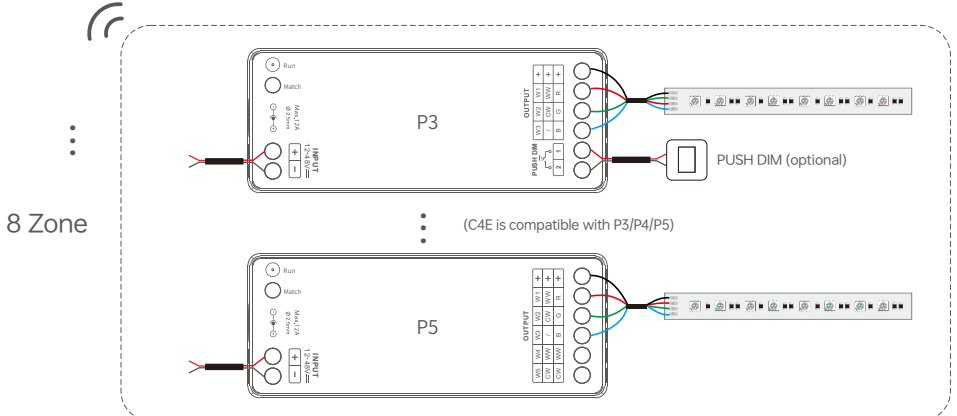 8 Zone
Run
Match
Max.12A
Ø 2.5mm
+
−
INPUT
12~48V
P3
OUTPUT
W1 WW R
W2 CW G
W3 / B
+ + +
PUSH DIM
1
2
PUSH DIM (optional)
(C4E is compatible with P3/P4/P5)
Run
Match
Max.12A
Ø 2.5mm
+
−
INPUT
12~48V
P5
OUTPUT
+ + +
W1 WW R
W2 CW G
W3 / B
W4 WW WW
W5 CW CW